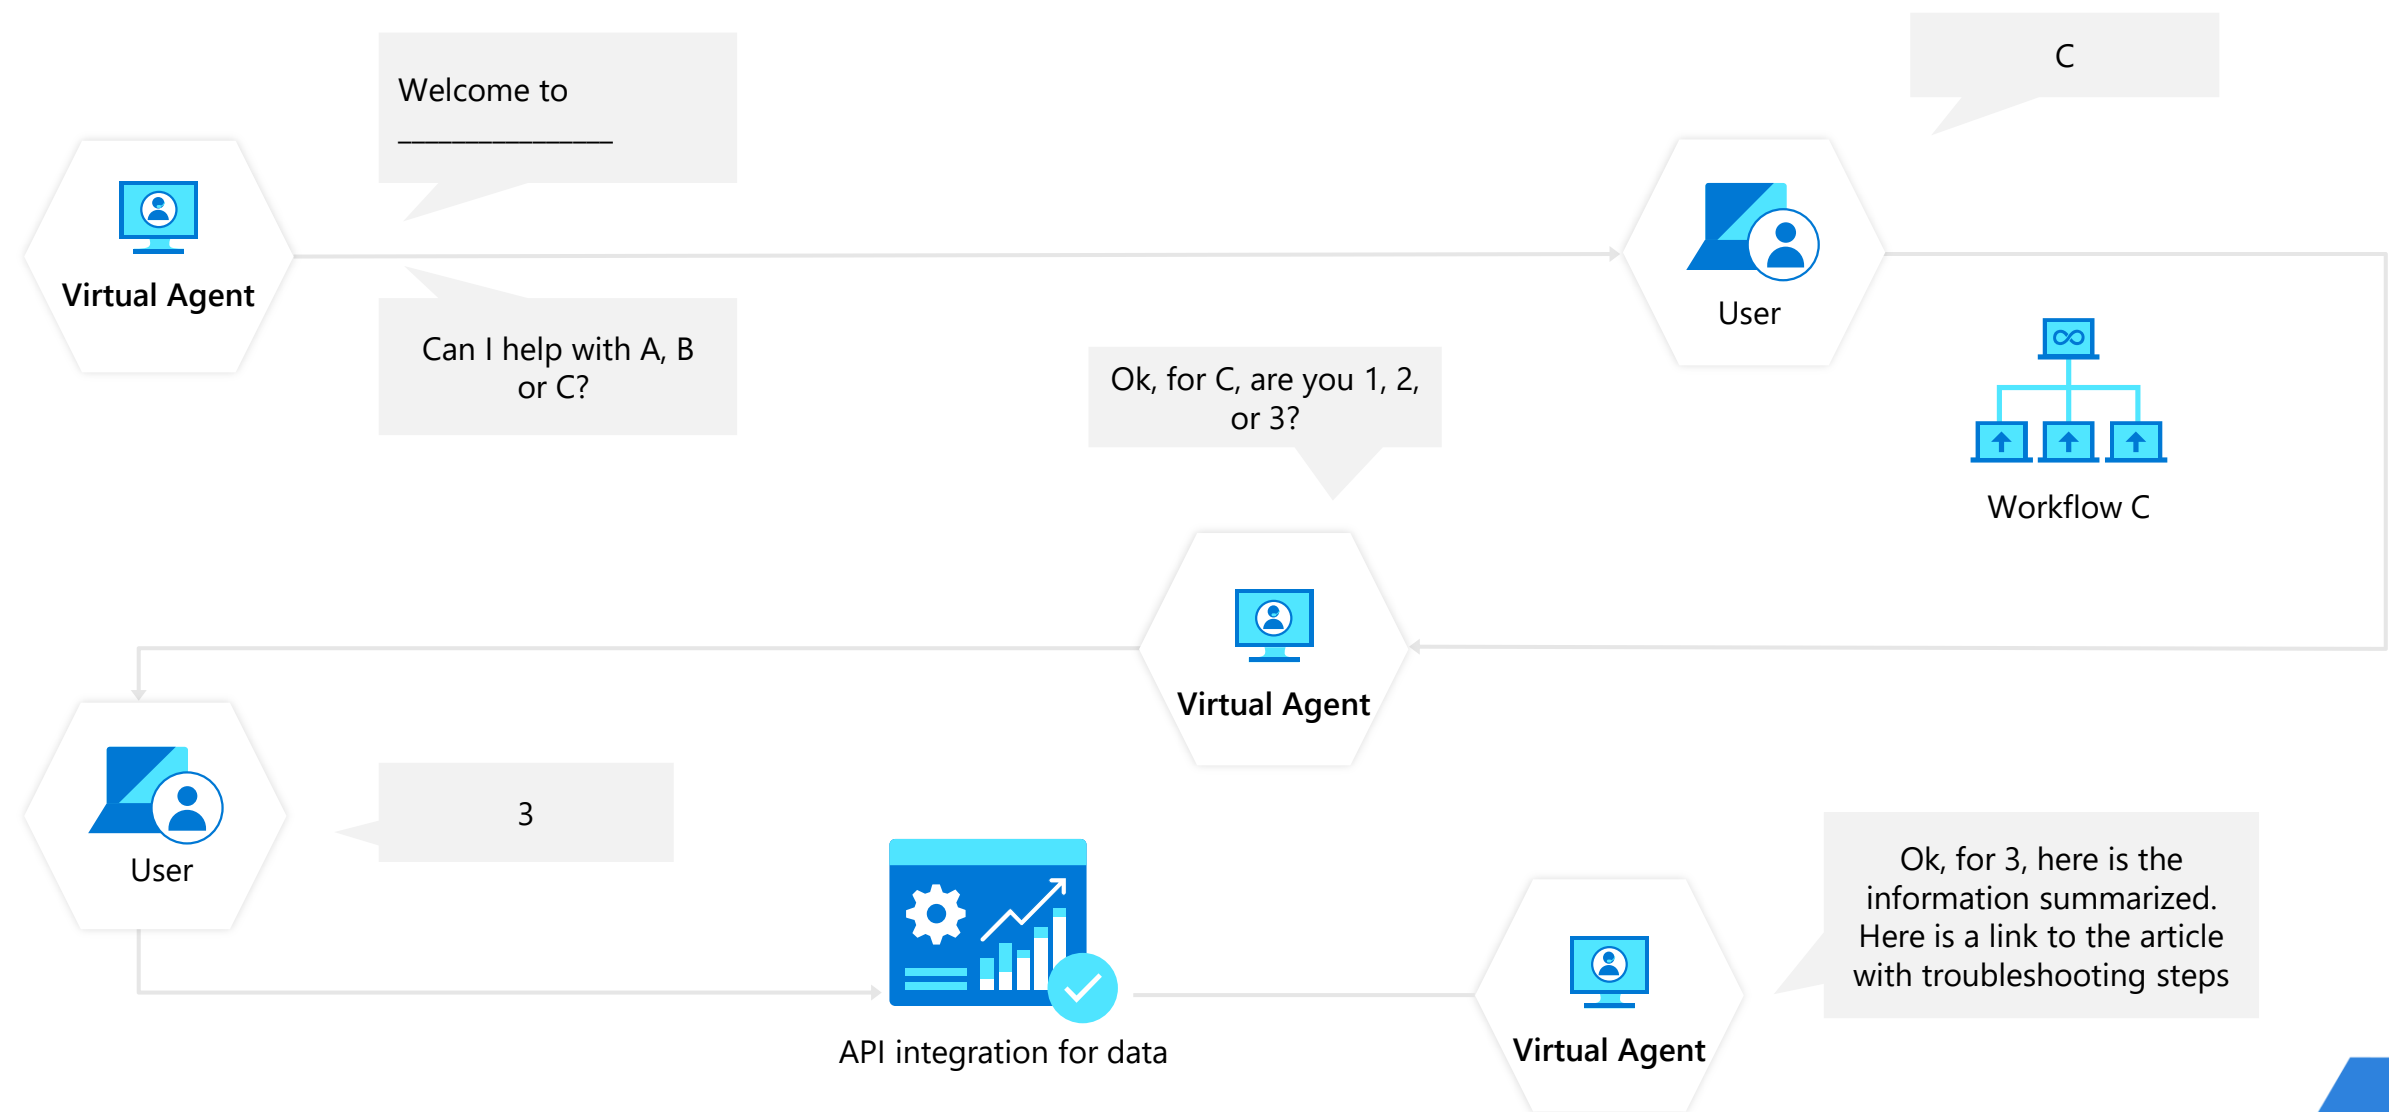 Welcome to
________________
C
Virtual Agent
Can I help with A, B
or C?
User
Ok, for C, are you 1, 2,
or 3?
Workflow C
Virtual Agent
User
3
API integration for data
Virtual Agent
Ok, for 3, here is the
information summarized.
Here is a link to the article
with troubleshooting steps